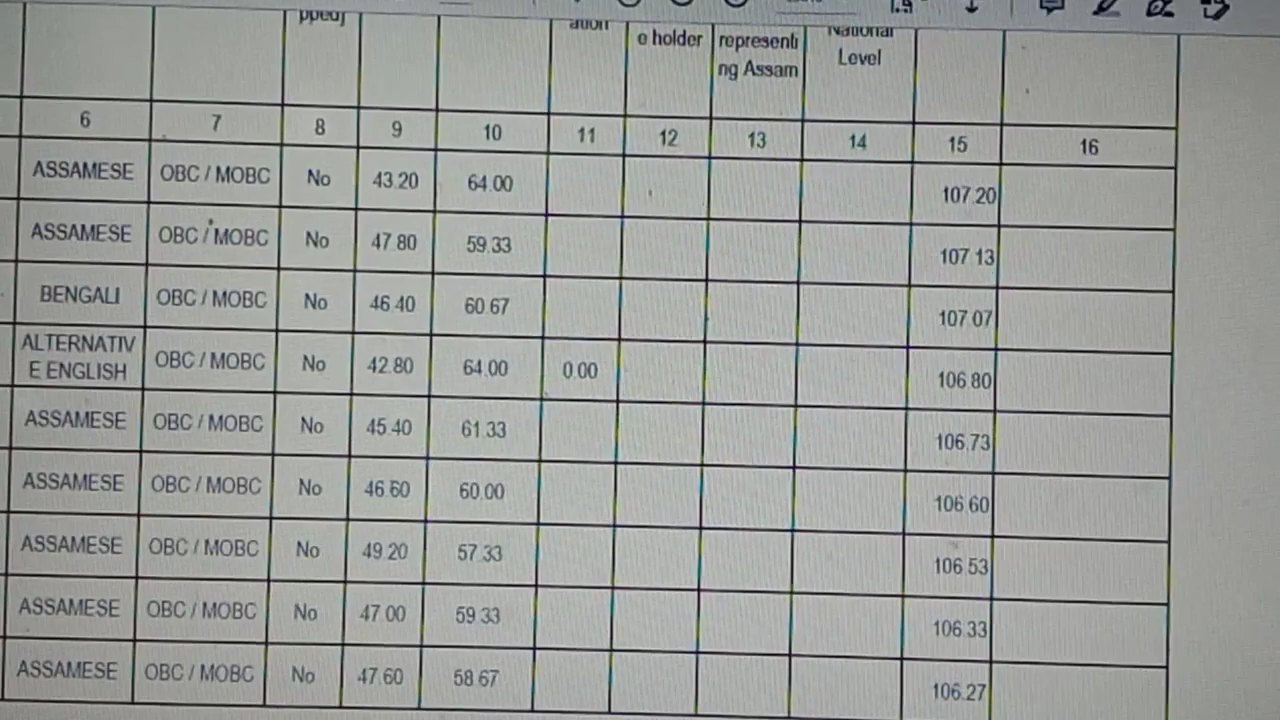 ation
o holder
representi
ng Assam
National
Level
6 7 8 9 10 11 12 13 14 15 16
ASSAMESE OBC / MOBC No 43.20 64.00 107.20
ASSAMESE OBC / MOBC No 47.80 59.33 107.13
BENGALI OBC / MOBC No 46.40 60.67 107.07
ALTERNATIV
E ENGLISH OBC / MOBC No 42.80 64.00 0.00 106.80
ASSAMESE OBC / MOBC No 45.40 61.33 106.73
ASSAMESE OBC / MOBC No 46.60 60.00 106.60
ASSAMESE OBC / MOBC No 49.20 57.33 106.53
ASSAMESE OBC / MOBC No 47.00 59.33 106.33
ASSAMESE OBC / MOBC No 47.60 58.67 106.27